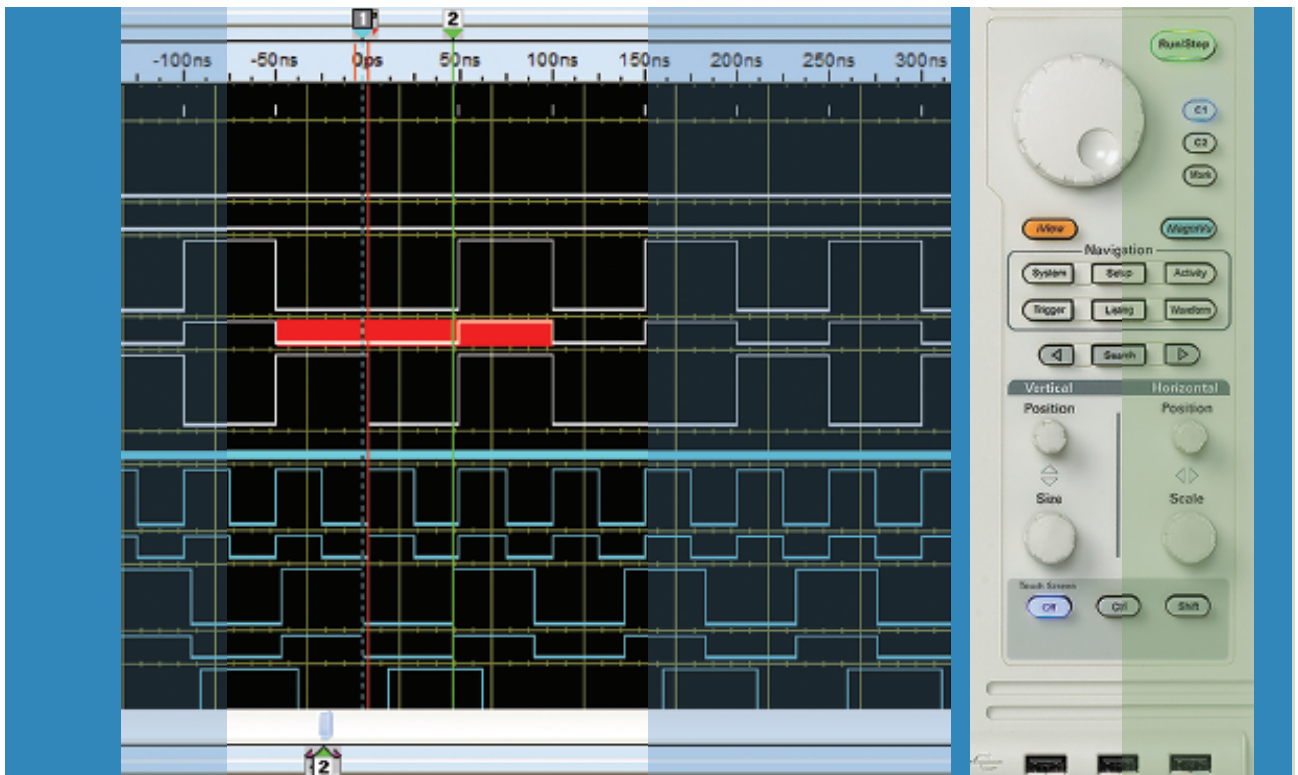 1
2
-100ns -50ns 0ps 50ns 100ns 150ns 200ns 250ns 300ns
2
Run/Stop
C1
C2
Mark
iView
MagniVu
Navigation
System Setup Activity
Trigger Listing Waveform
Search
Vertical Horizontal
Position Position
Size Scale
Touch Screen
Off Ctrl Shift